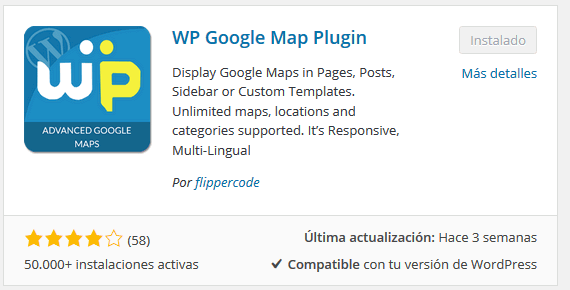 WP Google Map Plugin
Instalado
Más detalles
Display Google Maps in Pages, Posts,
Sidebar or Custom Templates.
Unlimited maps, locations and
categories supported. It's Responsive,
Multi-Lingual
Por flippercode
W
wp
ADVANCED GOOGLE
MAPS
(58)
50.000+ instalaciones activas
Última actualización: Hace 3 semanas
Compatible con tu versión de WordPress